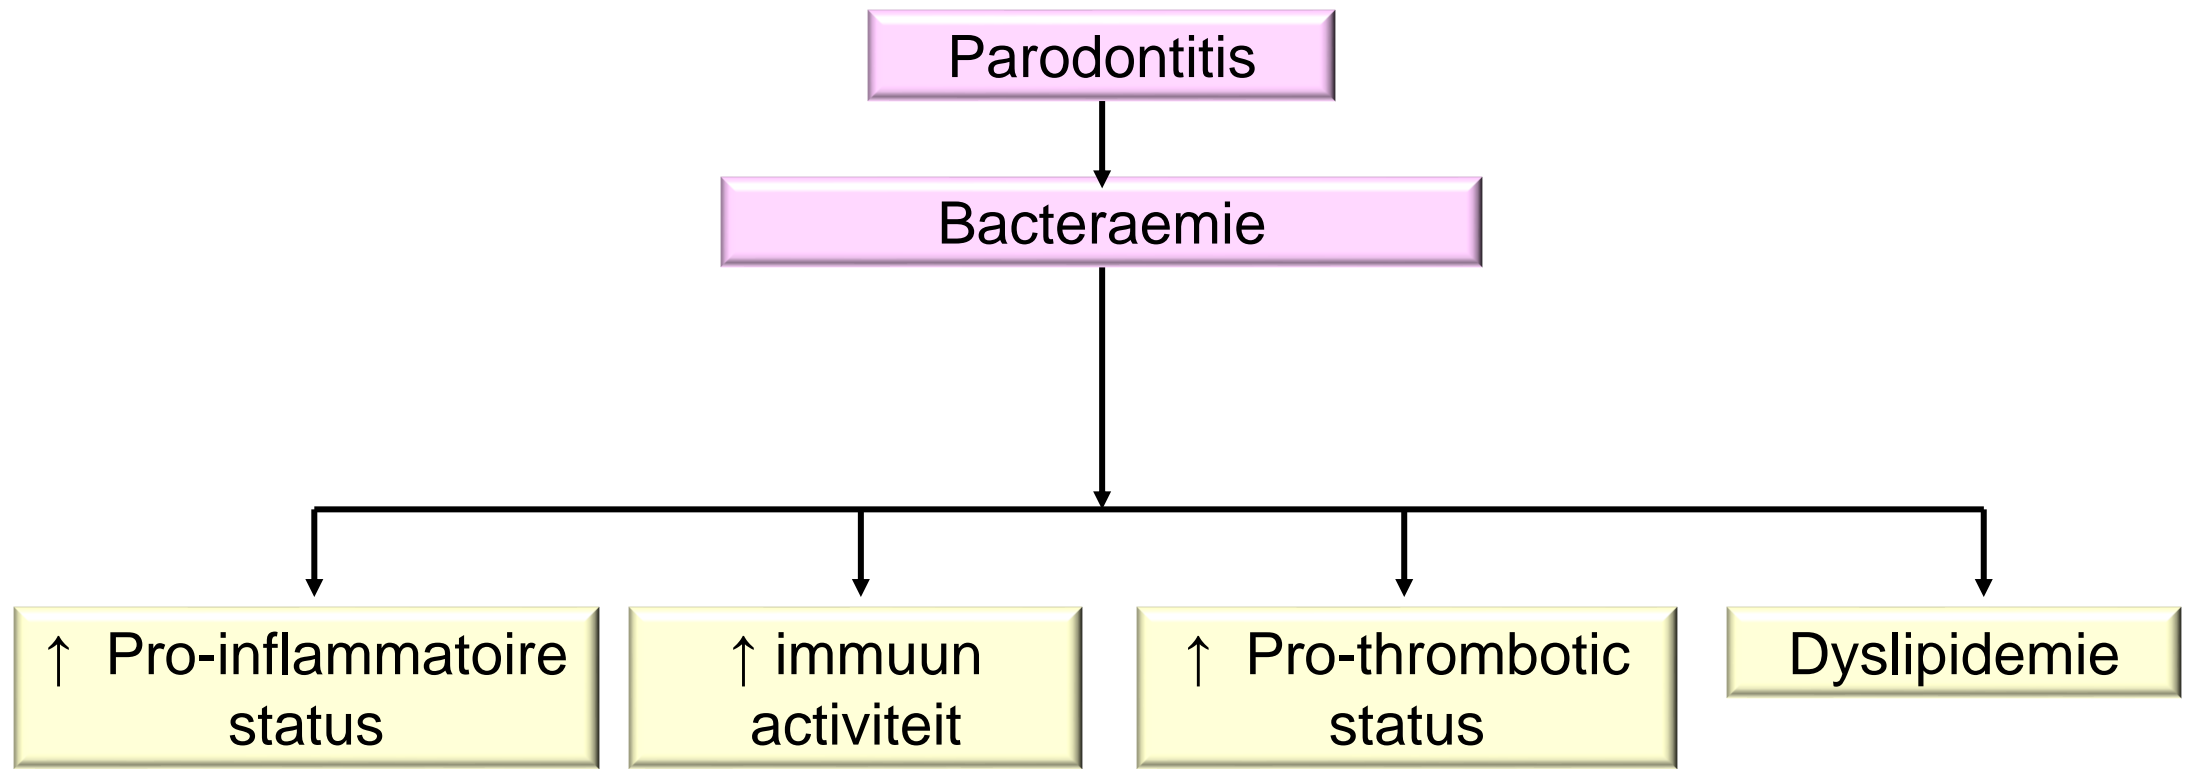 Parodontitis
Bacteraemie
↑ Pro-inflammatoire
status
↑ immuun
activiteit
↑ Pro-thrombotic
status
Dyslipidemie